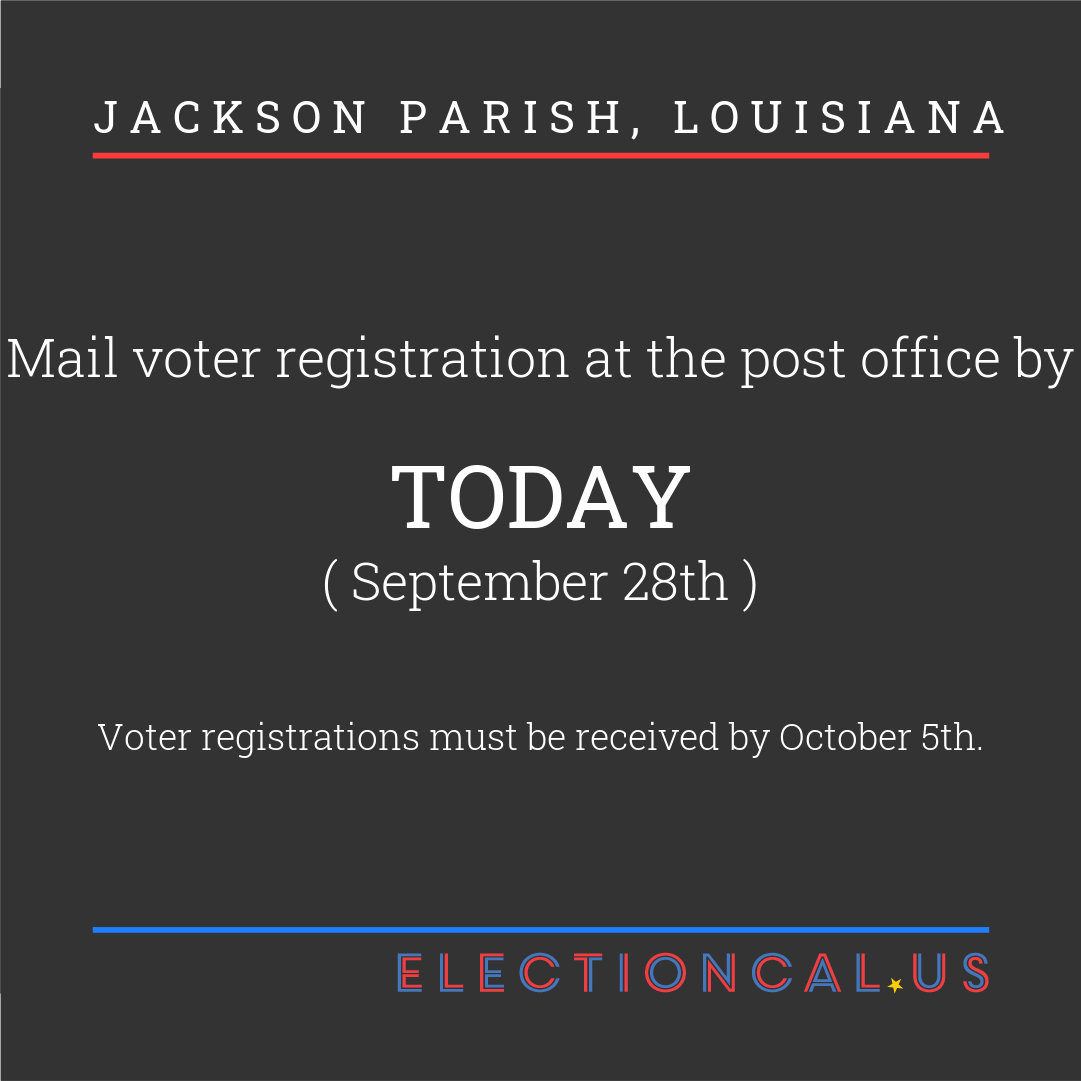 JACKSON PARISH, LOUISIANA
Mail voter registration at the post office by
TODAY
( September 28th )
Voter registrations must be received by October 5th.
ELECTIONCAL.US